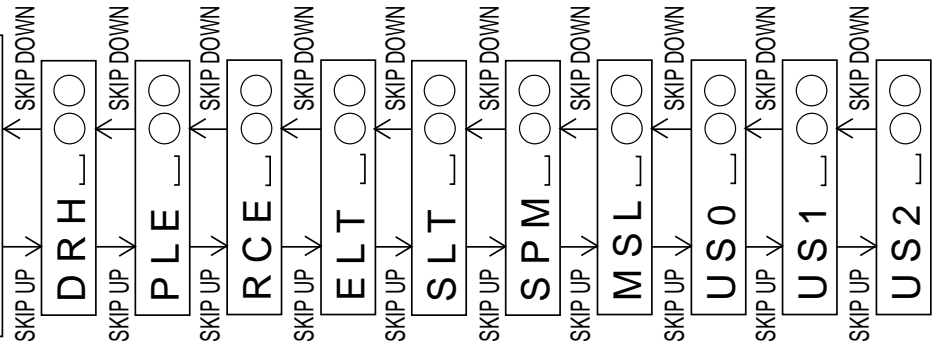 SKIP UP SKIP DOWN
DRH␣○○
SKIP UP SKIP DOWN
PLE␣○○
SKIP UP SKIP DOWN
RCE␣○○
SKIP UP SKIP DOWN
ELT␣○○
SKIP UP SKIP DOWN
SLT␣○○
SKIP UP SKIP DOWN
SPM␣○○
SKIP UP SKIP DOWN
MSL␣○○
SKIP UP SKIP DOWN
US0␣○○
SKIP UP SKIP DOWN
US1␣○○
SKIP UP SKIP DOWN
US2␣○○